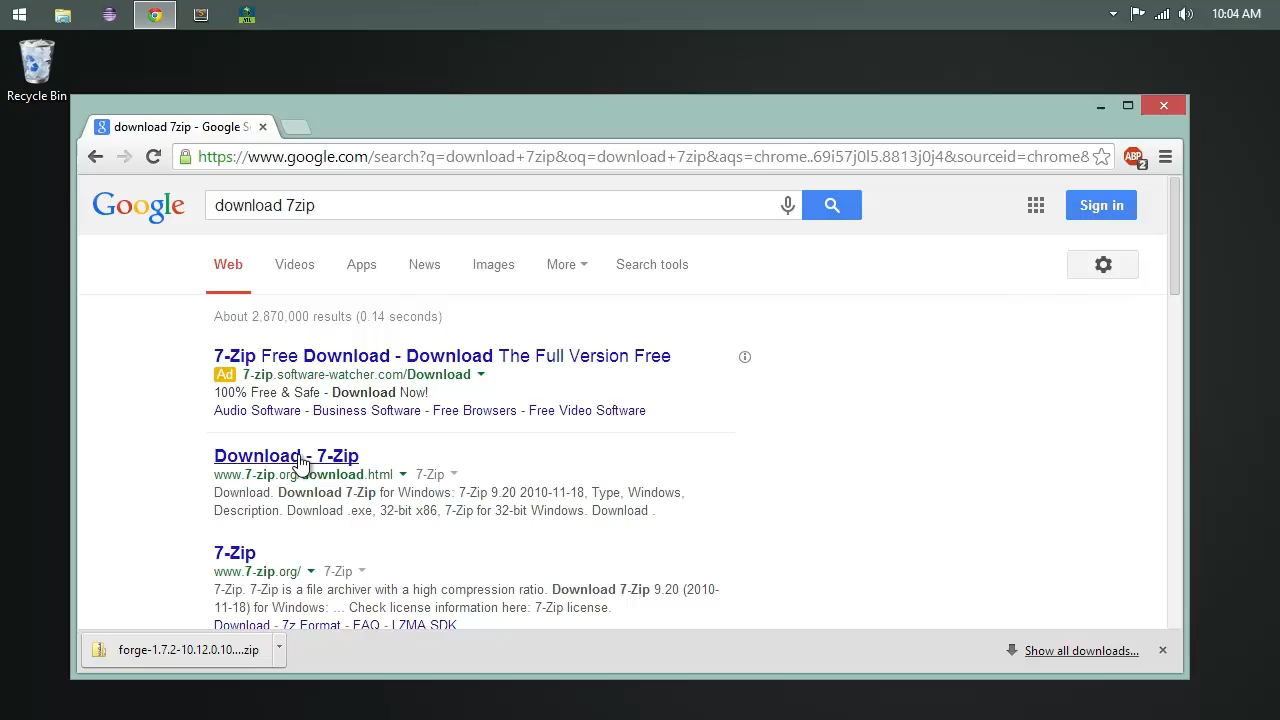 10:04 AM
Recycle Bin
download 7zip - Google S
https://www.google.com/search?q=download+7zip&oq=download+7zip&aqs=chrome..69i57j0l5.8813j0j4&sourceid=chrome&
ABP
2
Google
download 7zip
Sign in
Web
Videos
Apps
News
Images
More
Search tools
About 2,870,000 results (0.14 seconds)
7-Zip Free Download - Download The Full Version Free
Ad 7-zip.software-watcher.com/Download
100% Free & Safe - Download Now!
Audio Software - Business Software - Free Browsers - Free Video Software
Download - 7-Zip
www.7-zip.org/download.html 7-Zip
Download. Download 7-Zip for Windows: 7-Zip 9.20 2010-11-18, Type, Windows,
Description. Download .exe, 32-bit x86, 7-Zip for 32-bit Windows. Download .
7-Zip
www.7-zip.org/ 7-Zip
7-Zip. 7-Zip is a file archiver with a high compression ratio. Download 7-Zip 9.20 (2010-
11-18) for Windows: ... Check license information here: 7-Zip license.
Download - 7z Format - FAQ - LZMA SDK
forge-1.7.2-10.12.0.10....zip
Show all downloads...